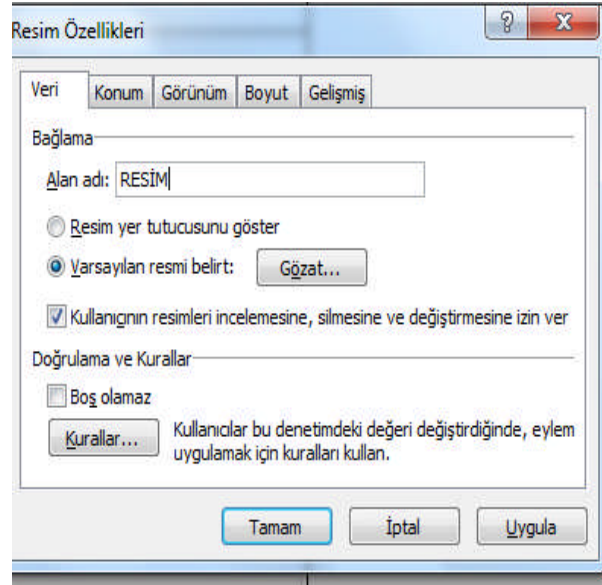 Resim Özellikleri
Veri Konum Görünüm Boyut Gelişmiş
Bağlama
Alan adı: RESİM
Resim yer tutucusunu göster
Varsayılan resmi belirt: Gözat...
Kullanıcının resimleri incelemesine, silmesine ve değiştirmesine izin ver
Doğrulama ve Kurallar
Boş olamaz
Kurallar... Kullanıcılar bu denetimdeki değeri değiştirdiğinde, eylem
uygulamak için kuralları kullan.
Tamam İptal Uygula